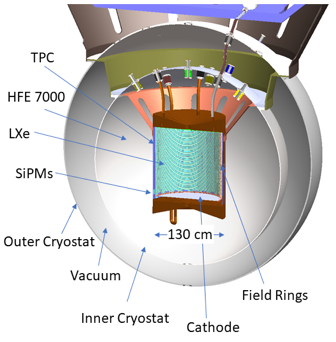 TPC
HFE 7000
LXe
SiPMs
Outer Cryostat
Vacuum
Inner Cryostat
130 cm
Cathode
Field Rings